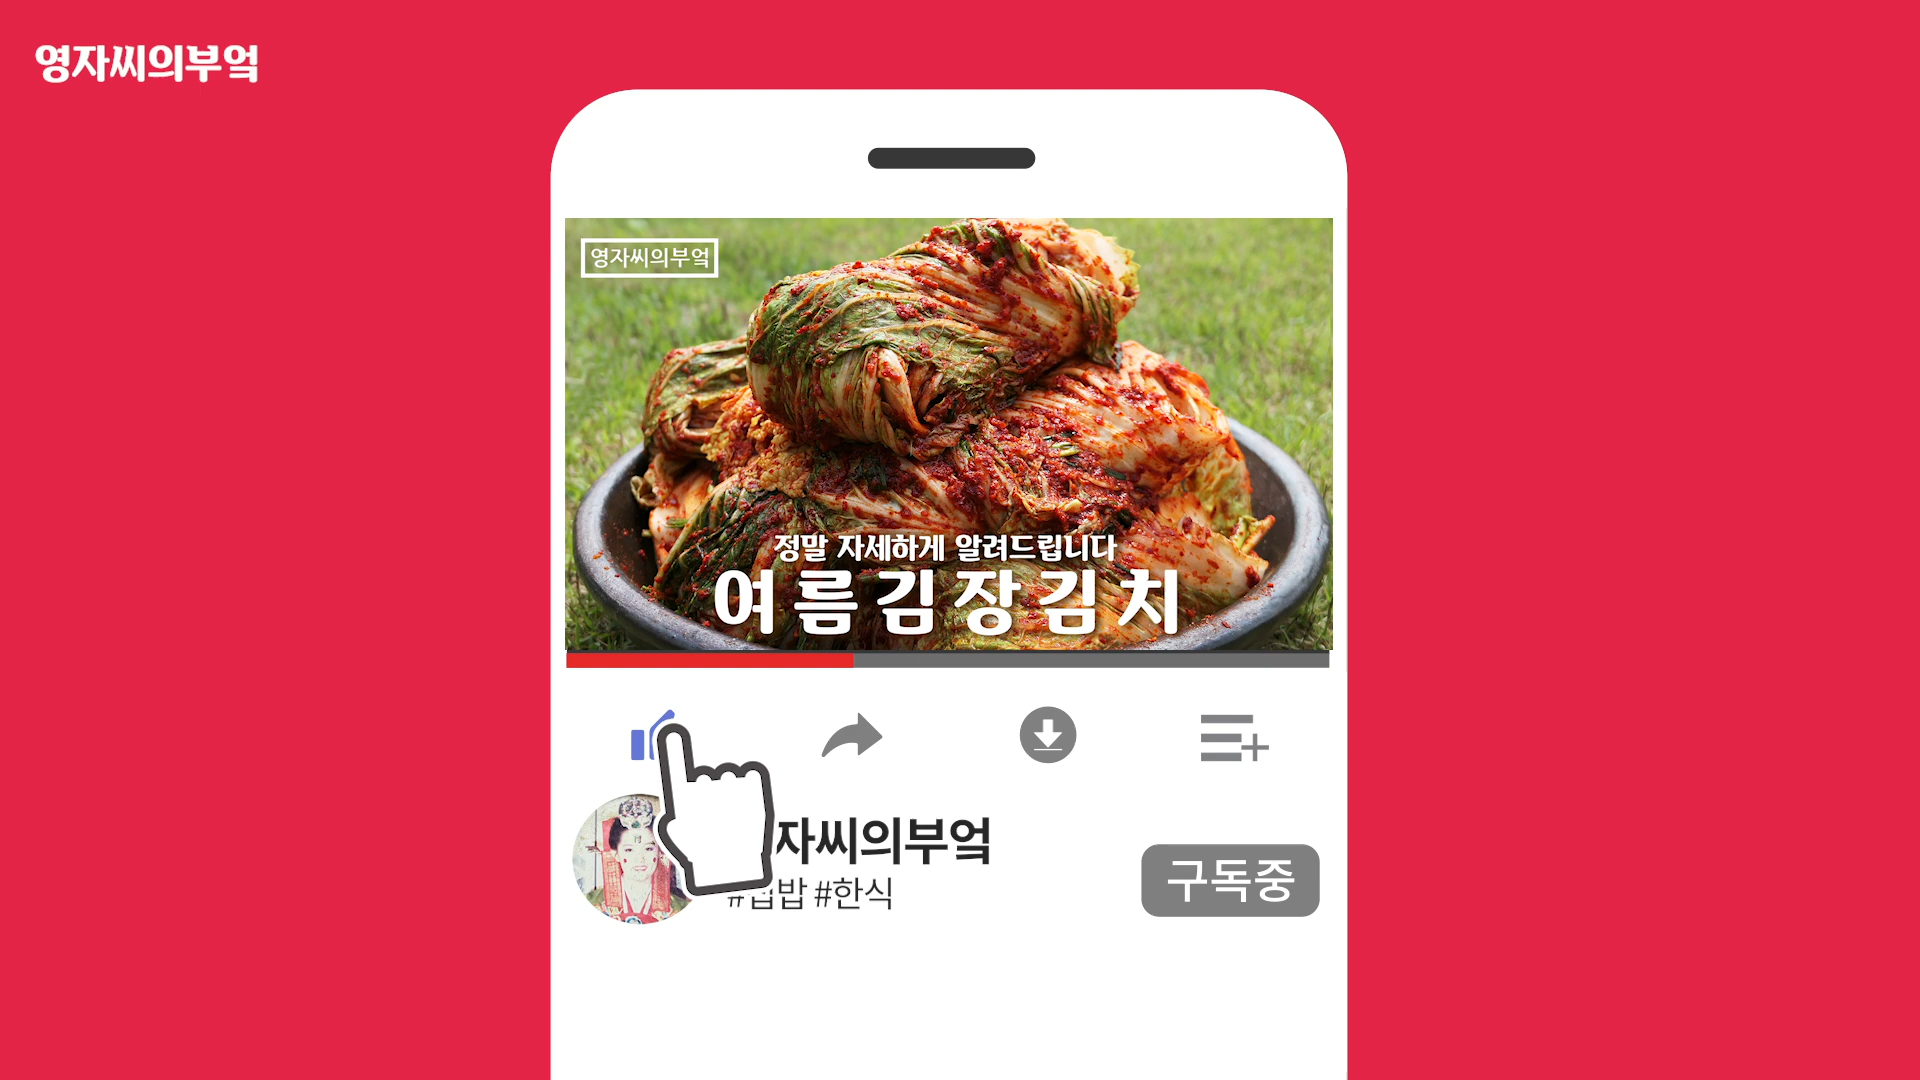 영자씨의부엌
영자씨의부엌
정말 자세하게 알려드립니다
여름김장김치
자씨의부엌
밥 #한식
구독중